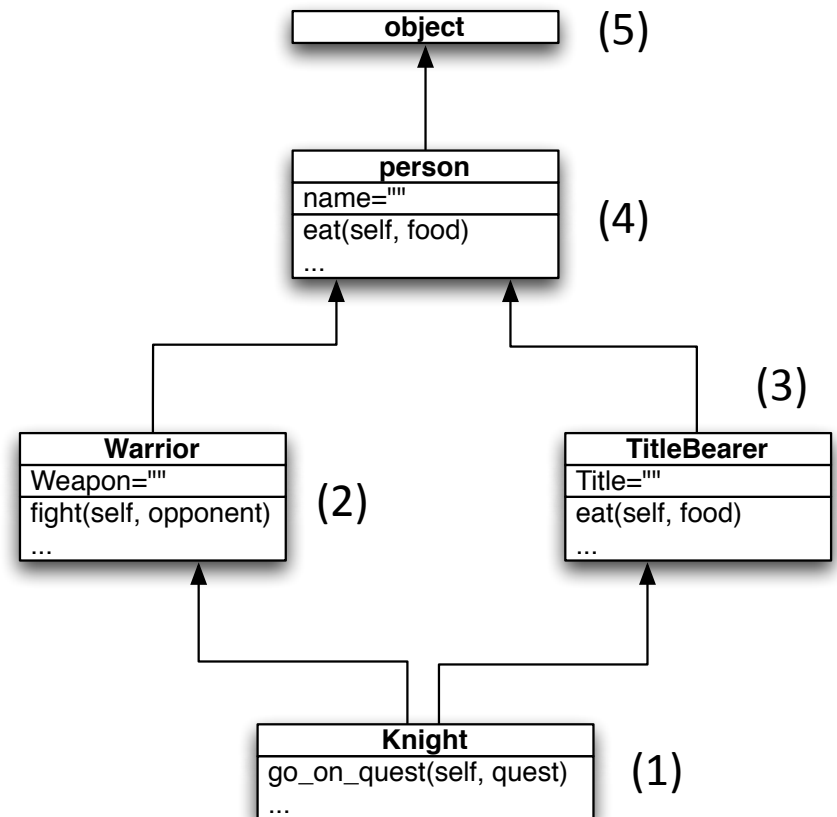 object
(5)
person
name=""
eat(self, food)
...
(4)
(3)
Warrior
Weapon=""
fight(self, opponent)
...
(2)
TitleBearer
Title=""
eat(self, food)
...
Knight
go_on_quest(self, quest)
...
(1)